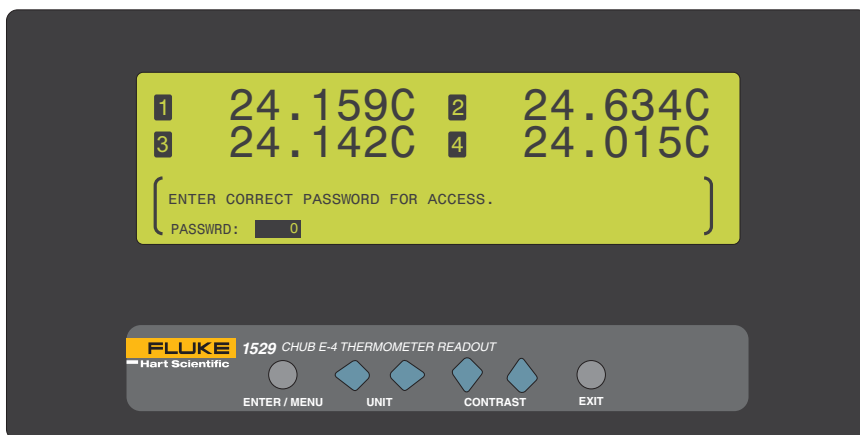 1 24.159C 2 24.634C
3 24.142C 4 24.015C
ENTER CORRECT PASSWORD FOR ACCESS.
PASSWRD: 0
FLUKE 1529 CHUB E-4 THERMOMETER READOUT
Hart Scientific
ENTER / MENU UNIT CONTRAST EXIT